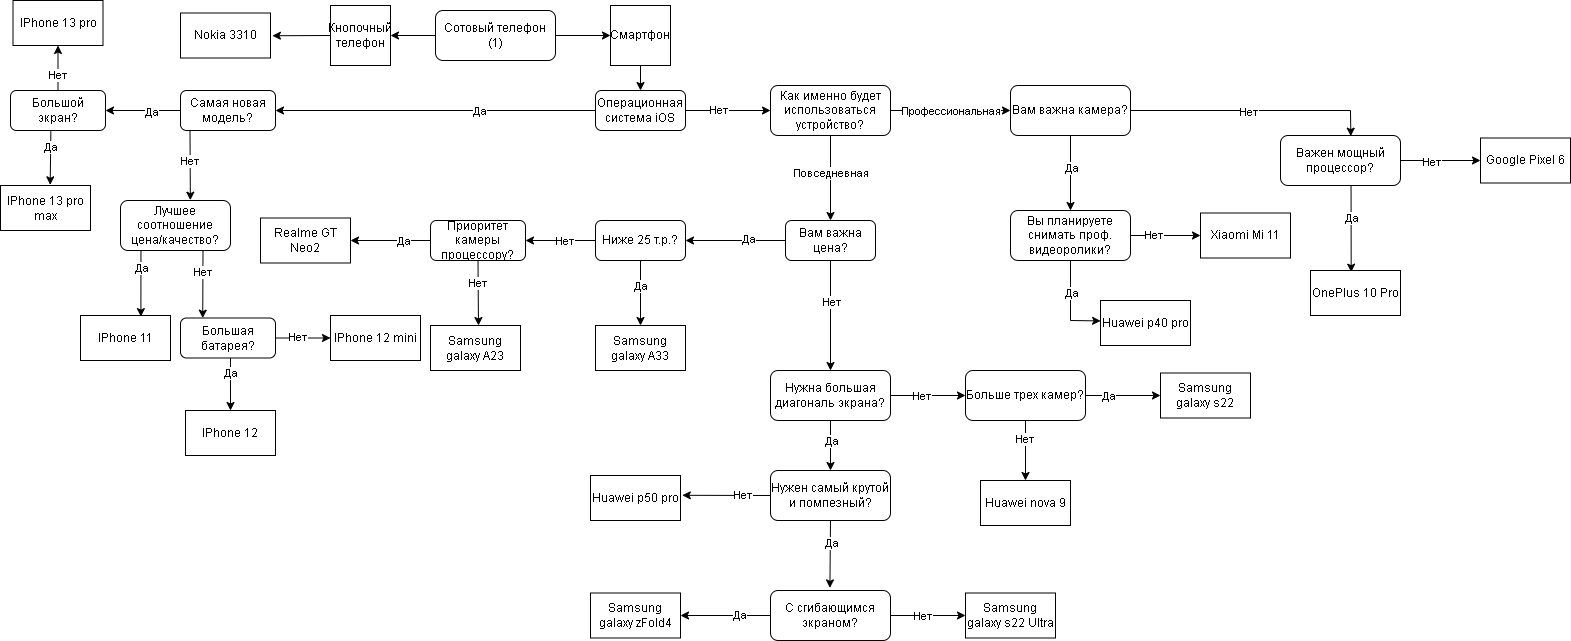 IPhone 13 pro
Nokia 3310
Кнопочный
телефон
Сотовый телефон
(1)
Смартфон
Нет
Большой
экран?
Да
Самая новая
модель?
Да
Операционная
система iOS
Нет
Как именно будет
использоваться
устройство?
Профессиональная
Вам важна камера?
Нет
Да
Нет
Повседневная
Да
Важен мощный
процессор?
Нет
Google Pixel 6
IPhone 13 pro
max
Лучшее
соотношение
цена/качество?
Realme GT
Neo2
Да
Приоритет
камеры
процессору?
Нет
Ниже 25 т.р.?
Да
Вам важна
цена?
Вы планируете
снимать проф.
видеоролики?
Нет
Xiaomi Mi 11
Да
Да
Нет
Нет
Да
Нет
Да
OnePlus 10 Pro
IPhone 11
Большая
батарея?
Нет
IPhone 12 mini
Samsung
galaxy A23
Samsung
galaxy A33
Huawei p40 pro
Да
IPhone 12
Нужна большая
диагональ экрана?
Нет
Больше трех камер?
Да
Samsung
galaxy s22
Да
Нет
Huawei p50 pro
Нет
Нужен самый крутой
и помпезный?
Huawei nova 9
Да
Samsung
galaxy zFold4
Да
С сгибающимся
экраном?
Нет
Samsung
galaxy s22 Ultra